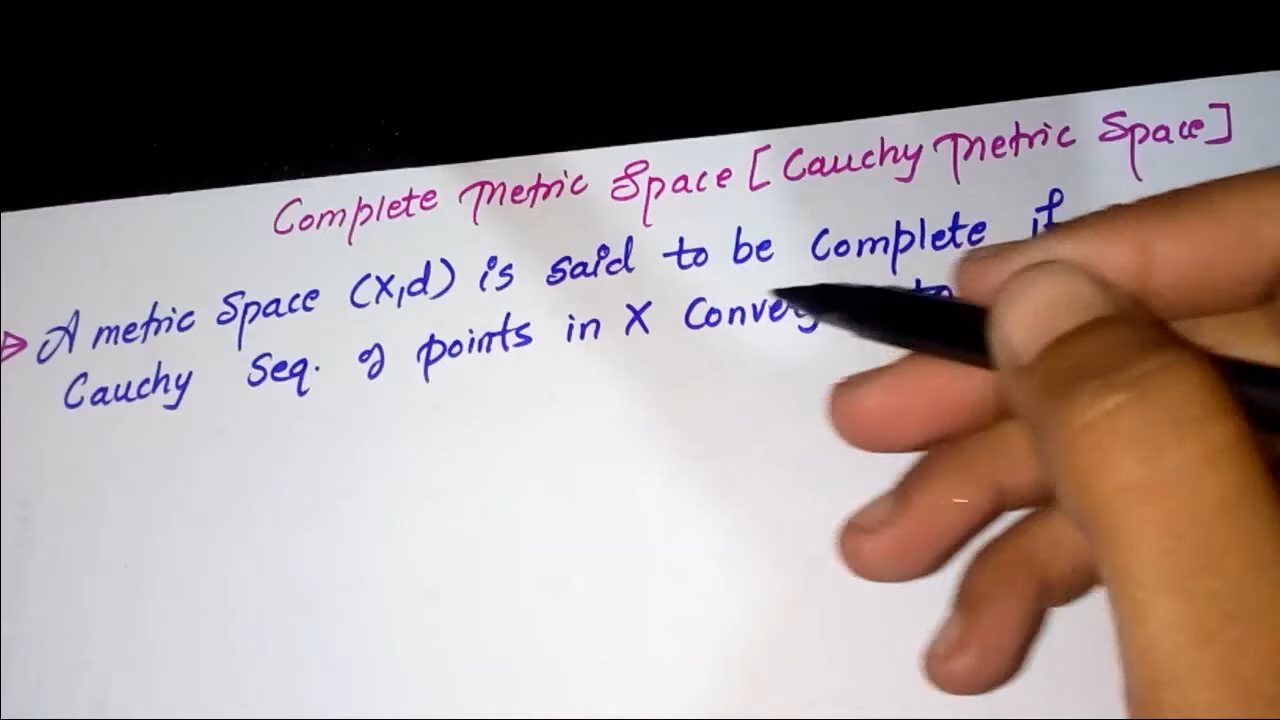 Complete Metric Space [Cauchy Metric Space]
A metric Space (X,d) is said to be Complete if
Cauchy Seq. of points in X to